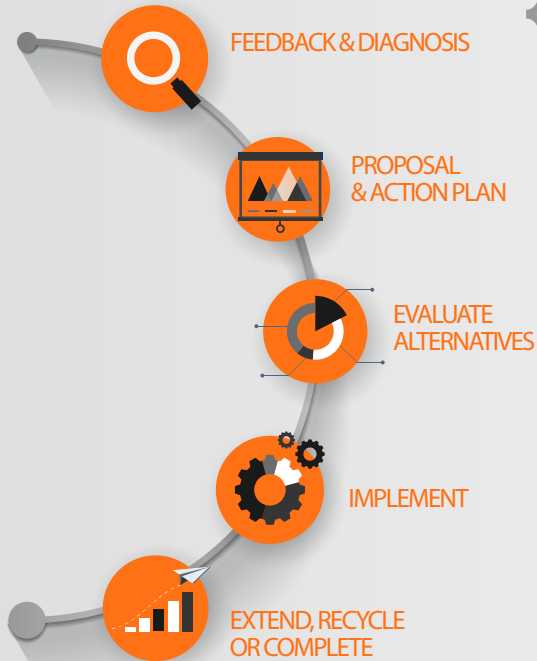 FEEDBACK & DIAGNOSIS
PROPOSAL
& ACTION PLAN
EVALUATE
ALTERNATIVES
IMPLEMENT
EXTEND, RECYCLE
OR COMPLETE